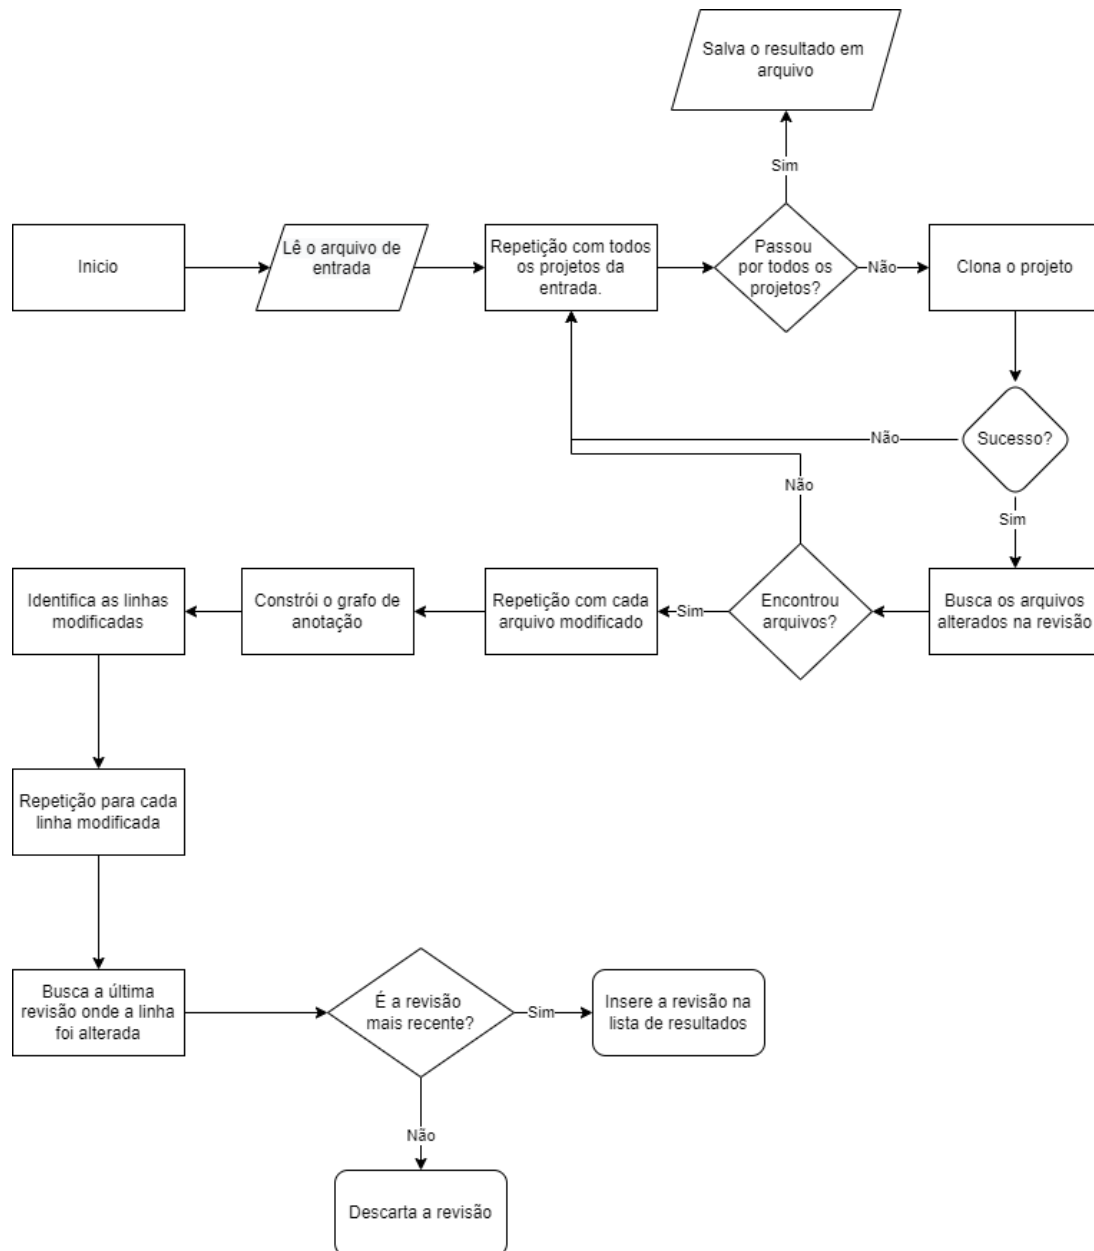 Salva o resultado em
arquivo
Sim
Inicio
Lê o arquivo de
entrada
Repetição com todos
os projetos da
entrada.
Passou
por todos os
projetos?
Não
Clona o projeto
Não
Sucesso?
Não
Sim
Identifica as linhas
modificadas
Constrói o grafo de
anotação
Repetição com cada
arquivo modificado
Sim
Encontrou
arquivos?
Busca os arquivos
alterados na revisão
Repetição para cada
linha modificada
Busca a última
revisão onde a linha
foi alterada
É a revisão
mais recente?
Sim
Insere a revisão na
lista de resultados
Não
Descarta a revisão